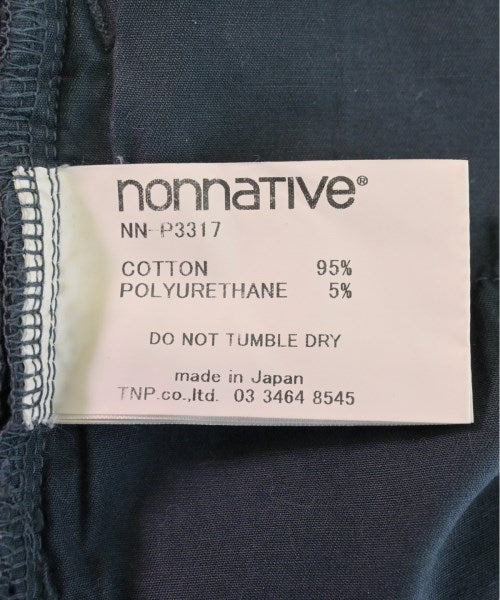 nonnative®
NN-P3317
COTTON 95%
POLYURETHANE 5%
DO NOT TUMBLE DRY
made in Japan
TNP.co.,ltd. 03 3464 8545